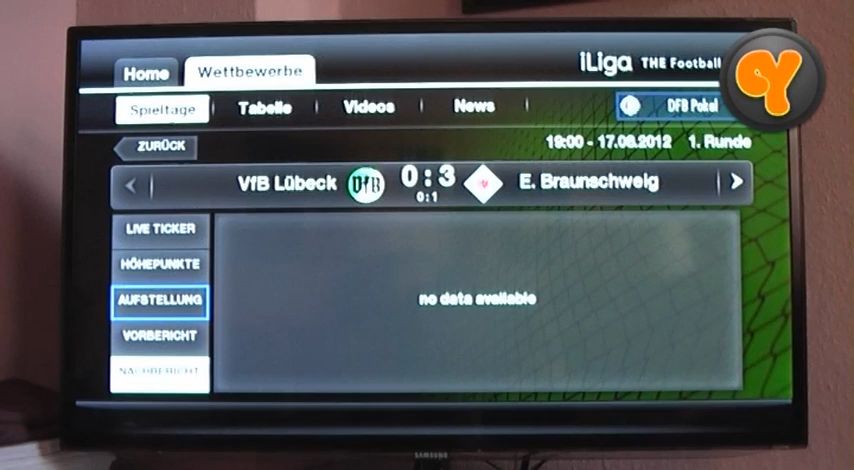 Home Wettbewerbe iLiga THE Football
Spieltage Tabelle Videos News DFB Pokal
ZURÜCK 19:00 - 17.08.2012 1. Runde
< VfB Lübeck VfB 0:3 E. Braunschweig >
0:1
LIVE TICKER
HÖHEPUNKTE
AUFSTELLUNG
no data available
VORBERICHT
NACHBERICHT
SAMSUNG